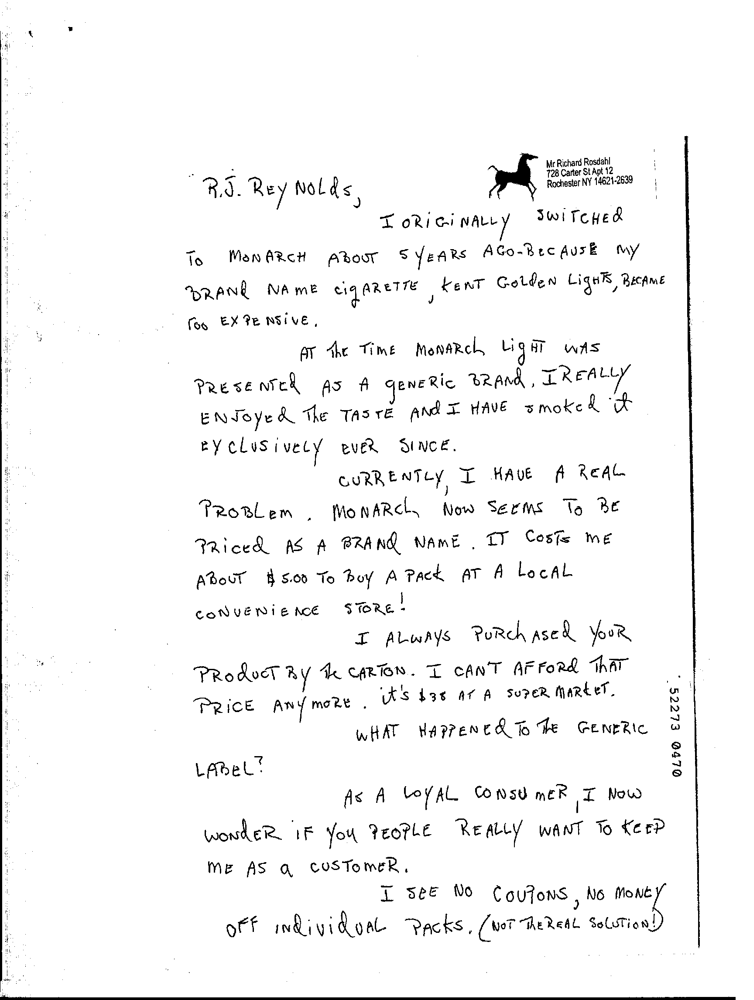 Mr Richard Rosdahl
728 Carter St Apt 12
Rochester NY 14621-2639
R.J. REYNOLDS,
I ORIGINALLY SWITCHED
TO MONARCH ABOUT 5 YEARS AGO-BECAUSE MY
BRAND NAME CIGARETTE, KENT GOLDEN LIGHTS, BECAME
TOO EXPENSIVE.
AT THE TIME MONARCH LIGHT WAS
PRESENTED AS A GENERIC BRAND. I REALLY
ENJOYED THE TASTE AND I HAVE SMOKED IT
EXCLUSIVELY EVER SINCE.
CURRENTLY, I HAVE A REAL
PROBLEM. MONARCH NOW SEEMS TO BE
PRICED AS A BRAND NAME. IT COSTS ME
ABOUT $5.00 TO BUY A PACK AT A LOCAL
CONVENIENCE STORE!
I ALWAYS PURCHASED YOUR
PRODUCT BY THE CARTON. I CAN'T AFFORD THAT
PRICE ANYMORE. IT'S $38 AT A SUPER MARKET.
WHAT HAPPENED TO THE GENERIC
LABEL?
AS A LOYAL CONSUMER, I NOW
WONDER IF YOU PEOPLE REALLY WANT TO KEEP
ME AS A CUSTOMER.
I SEE NO COUPONS, NO MONEY
OFF INDIVIDUAL PACKS. (NOT THE REAL SOLUTION!)
52273 0470